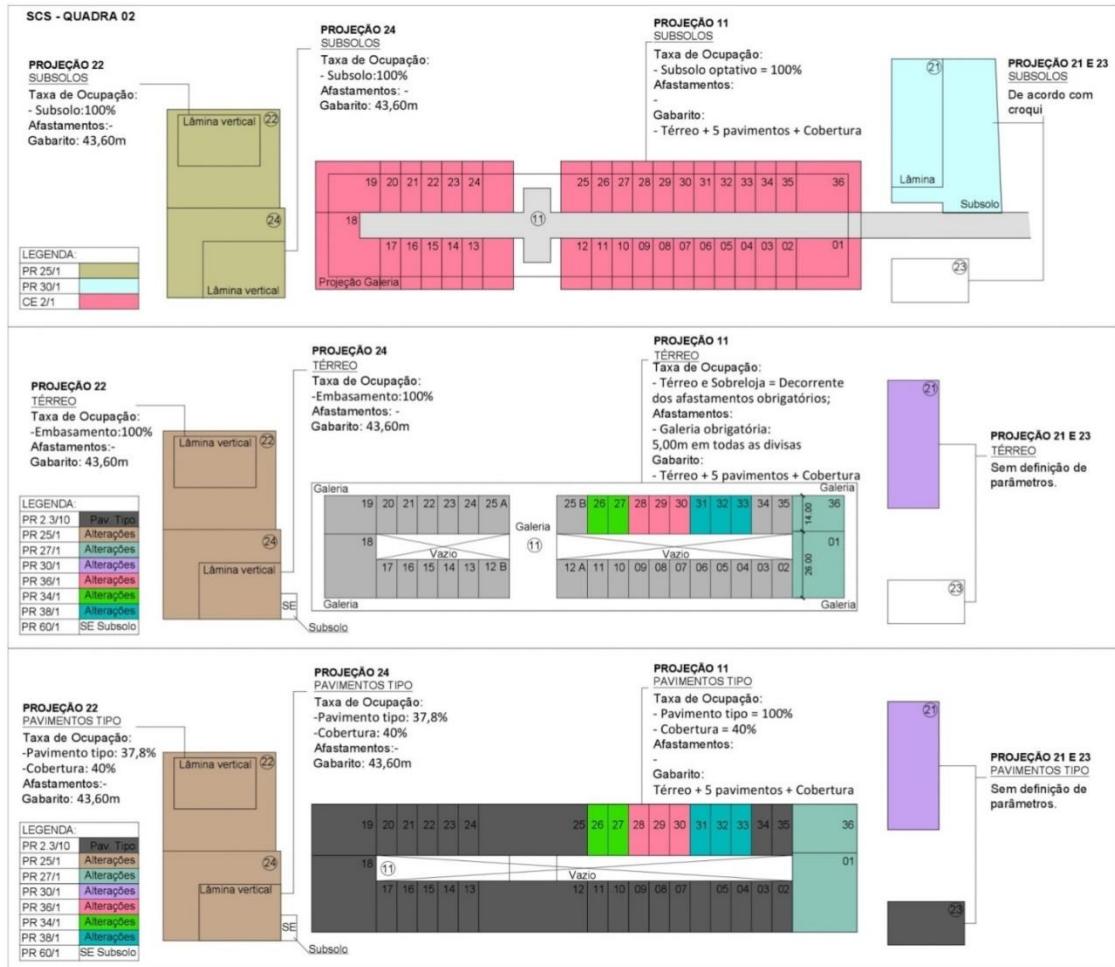 SCS - QUADRA 02
PROJEÇÃO 22
SUBSOLOS
Taxa de Ocupação:
- Subsolo:100%
Afastamentos:-
Gabarito: 43,60m
PROJEÇÃO 24
SUBSOLOS
Taxa de Ocupação:
- Subsolo:100%
Afastamentos: -
Gabarito: 43,60m
PROJEÇÃO 11
SUBSOLOS
Taxa de Ocupação:
- Subsolo optativo = 100%
Afastamentos:
-
Gabarito:
- Térreo + 5 pavimentos + Cobertura
PROJEÇÃO 21 E 23
SUBSOLOS
De acordo com
croqui
Lâmina vertical 22
24
Lâmina vertical
19 20 21 22 23 24 25 26 27 28 29 30 31 32 33 34 35 36
18 11
17 16 15 14 13 12 11 10 09 08 07 06 05 04 03 02 01
Projeção Galeria
21
Lâmina
Subsolo
23
LEGENDA:
PR 25/1
PR 30/1
CE 2/1
PROJEÇÃO 22
TÉRREO
Taxa de Ocupação:
-Embasamento:100%
Afastamentos:-
Gabarito: 43,60m
PROJEÇÃO 24
TÉRREO
Taxa de Ocupação:
-Embasamento:100%
Afastamentos: -
Gabarito: 43,60m
PROJEÇÃO 11
TÉRREO
Taxa de Ocupação:
- Térreo e Sobreloja = Decorrente
dos afastamentos obrigatórios;
Afastamentos:
- Galeria obrigatória:
5,00m em todas as divisas
Gabarito:
- Térreo + 5 pavimentos + Cobertura
PROJEÇÃO 21 E 23
TÉRREO
Sem definição de
parâmetros.
Lâmina vertical 22
24
Lâmina vertical
SE
Subsolo
Galeria Galeria
19 20 21 22 23 24 25 A 25 B 26 27 28 29 30 31 32 33 34 35 14.00 36
Galeria
18 Vazio 11 Vazio 26.00 01
17 16 15 14 13 12 B 12 A 11 10 09 08 07 06 05 04 03 02
Galeria Galeria
21
23
LEGENDA:
PR 2.3/10 Pav. Tipo
PR 25/1 Alterações
PR 27/1 Alterações
PR 30/1 Alterações
PR 36/1 Alterações
PR 34/1 Alterações
PR 38/1 Alterações
PR 60/1 SE Subsolo
PROJEÇÃO 22
PAVIMENTOS TIPO
Taxa de Ocupação:
-Pavimento tipo: 37,8%
-Cobertura: 40%
Afastamentos:-
Gabarito: 43,60m
PROJEÇÃO 24
PAVIMENTOS TIPO
Taxa de Ocupação:
-Pavimento tipo: 37,8%
-Cobertura: 40%
Afastamentos:-
Gabarito: 43,60m
PROJEÇÃO 11
PAVIMENTOS TIPO
Taxa de Ocupação:
- Pavimento tipo = 100%
- Cobertura = 40%
Afastamentos:
-
Gabarito:
Térreo + 5 pavimentos + Cobertura
PROJEÇÃO 21 E 23
PAVIMENTOS TIPO
Sem definição de
parâmetros.
Lâmina vertical 22
24
Lâmina vertical
SE
Subsolo
19 20 21 22 23 24 25 26 27 28 29 30 31 32 33 34 35 36
18 11 Vazio 01
17 16 15 14 13 12 11 10 09 08 07 05 04 03 02
21
23
LEGENDA:
PR 2.3/10 Pav. Tipo
PR 25/1 Alterações
PR 27/1 Alterações
PR 30/1 Alterações
PR 36/1 Alterações
PR 34/1 Alterações
PR 38/1 Alterações
PR 60/1 SE Subsolo